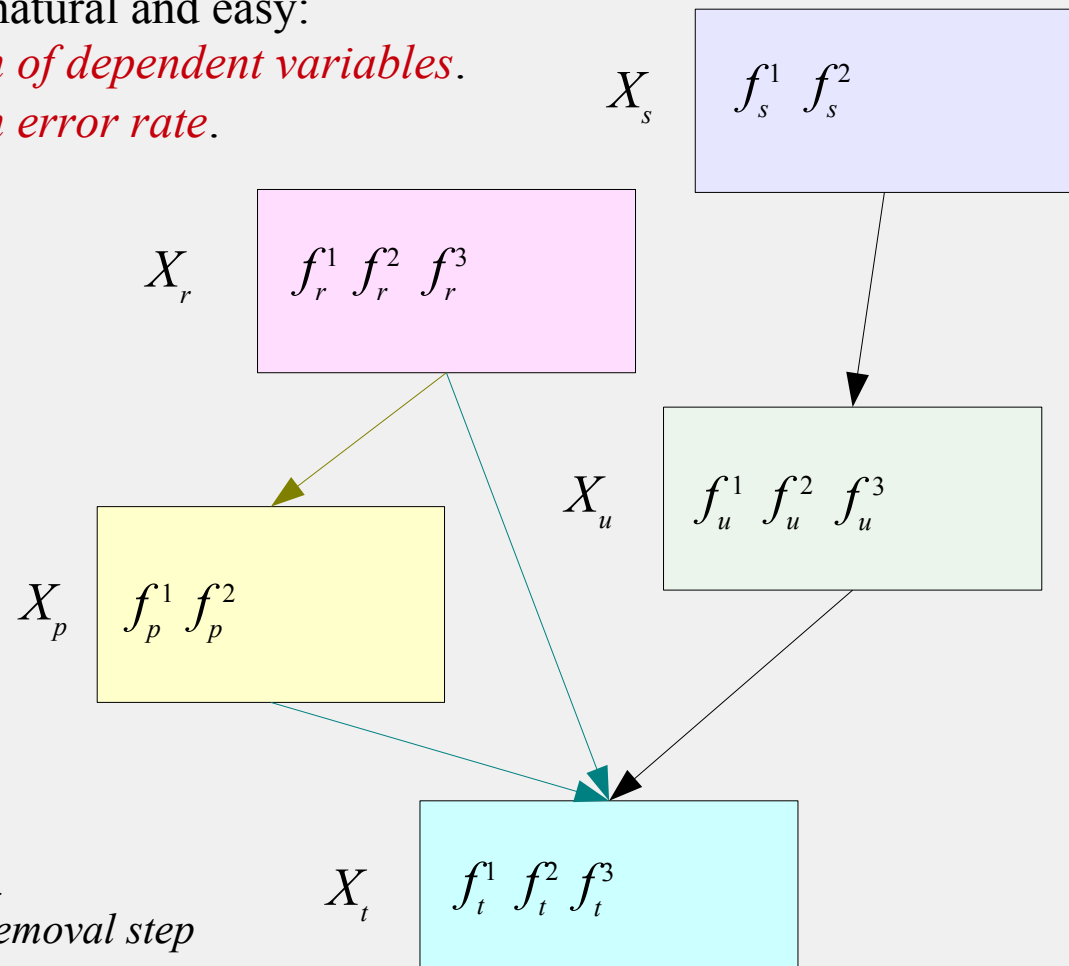 natural and easy:
of dependent variables.
error rate.
X_s f_s^1 f_s^2
X_r f_r^1 f_r^2 f_r^3
X_u f_u^1 f_u^2 f_u^3
X_p f_p^1 f_p^2
X_t f_t^1 f_t^2 f_t^3
emoval step